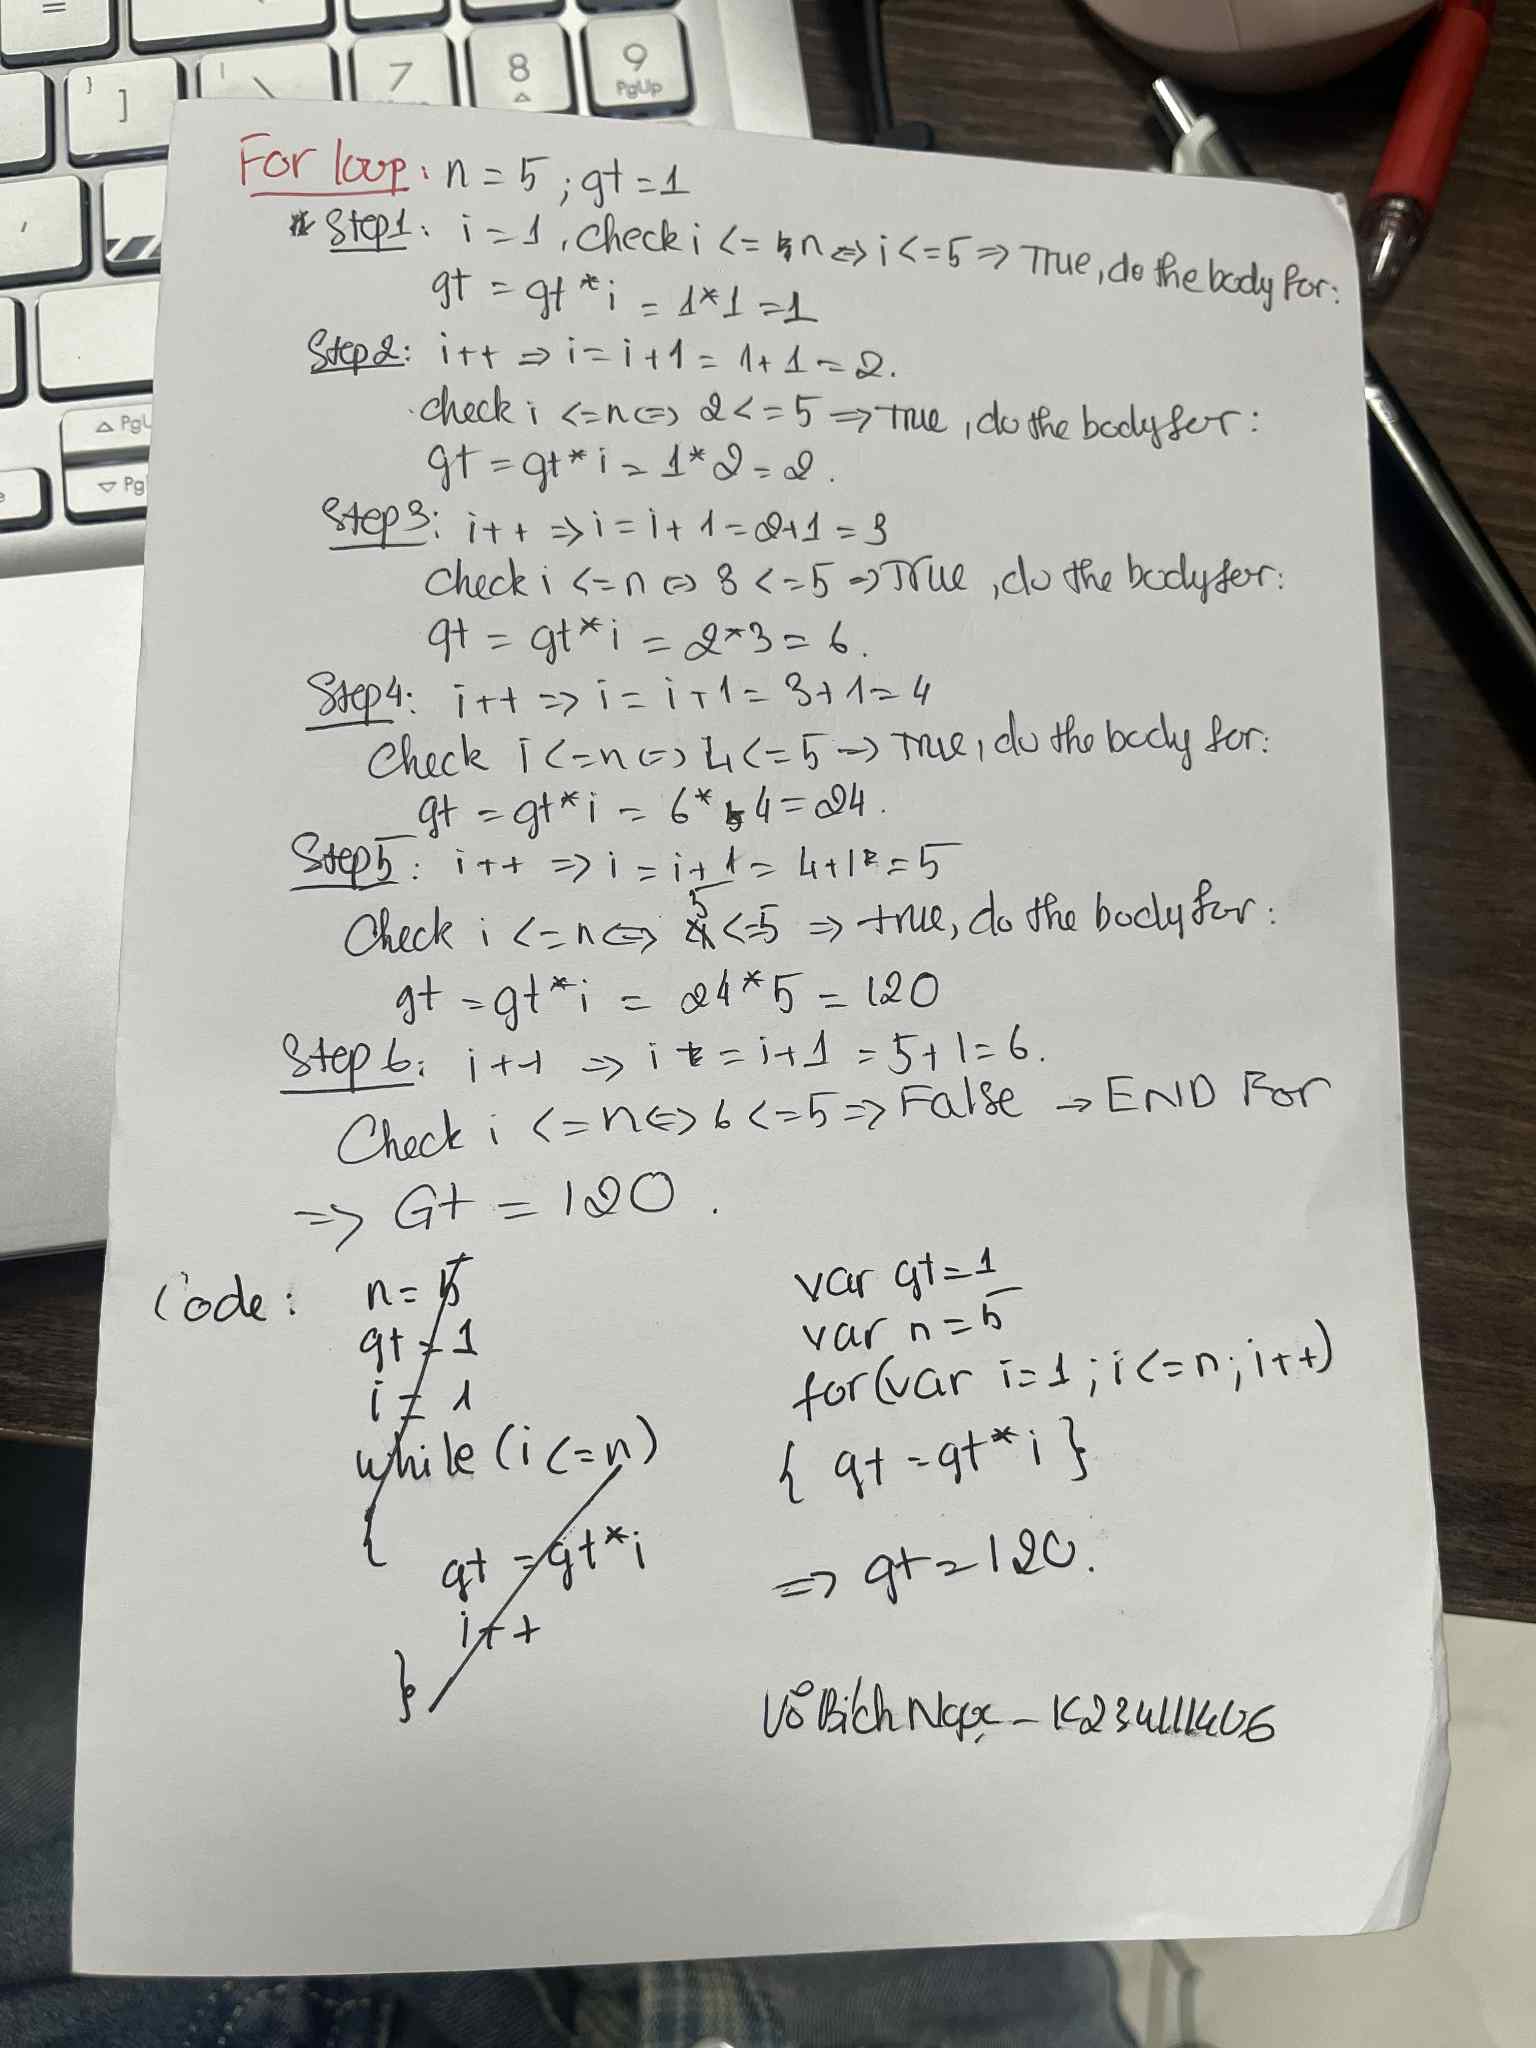 =
}
]
|
\
7
8
9
PgUp
PgU
Pg
For loop: n = 5 ; gt = 1
* Step1: i = 1, check i <= n <=> i <= 5 => True, do the body for:
gt = gt * i = 1*1 = 1
Step2: i++ => i = i+1 = 1+1 = 2.
check i <= n <=> 2 <= 5 => True, do the body for:
gt = gt * i = 1*2 = 2.
Step3: i++ => i = i+1 = 2+1 = 3
check i <= n <=> 3 <= 5 => True, do the body for:
gt = gt * i = 2*3 = 6.
Step4: i++ => i = i+1 = 3+1 = 4
Check i <= n <=> 4 <= 5 => True, do the body for:
gt = gt * i = 6*4 = 24.
Step5: i++ => i = i+1 = 4+1 = 5
Check i <= n <=> 5 <= 5 => true, do the body for:
gt = gt * i = 24*5 = 120
Step6: i++ => i = i+1 = 5+1 = 6.
Check i <= n <=> 6 <= 5 => False -> END For
=> Gt = 120.
Code:
n = 5
gt = 1
i = 1
while (i <= n)
{
gt = gt * i
i++
}
var gt = 1
var n = 5
for (var i = 1; i <= n; i++)
{ gt = gt * i }
=> gt = 120.
Võ Bích Ngọc - K234111406